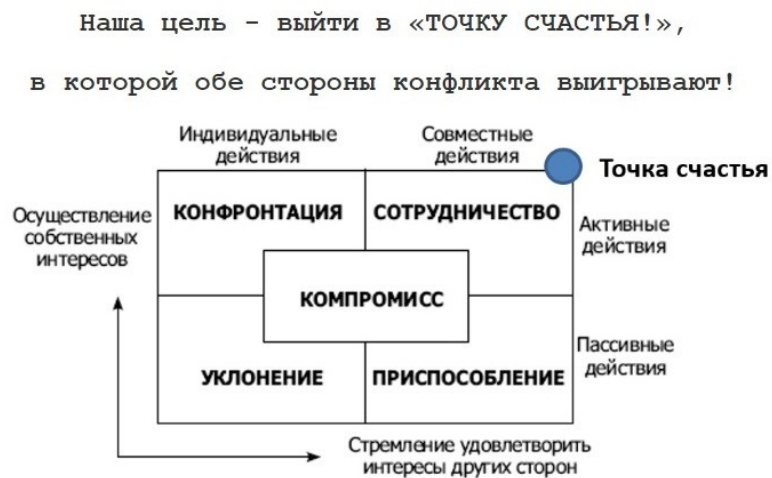 Наша цель - выйти в «ТОЧКУ СЧАСТЬЯ!»,
в которой обе стороны конфликта выигрывают!
Индивидуальные
действия
Совместные
действия
Точка счастья
Осуществление
собственных
интересов
КОНФРОНТАЦИЯ
СОТРУДНИЧЕСТВО
Активные
действия
КОМПРОМИСС
УКЛОНЕНИЕ
ПРИСПОСОБЛЕНИЕ
Пассивные
действия
Стремление удовлетворить
интересы других сторон